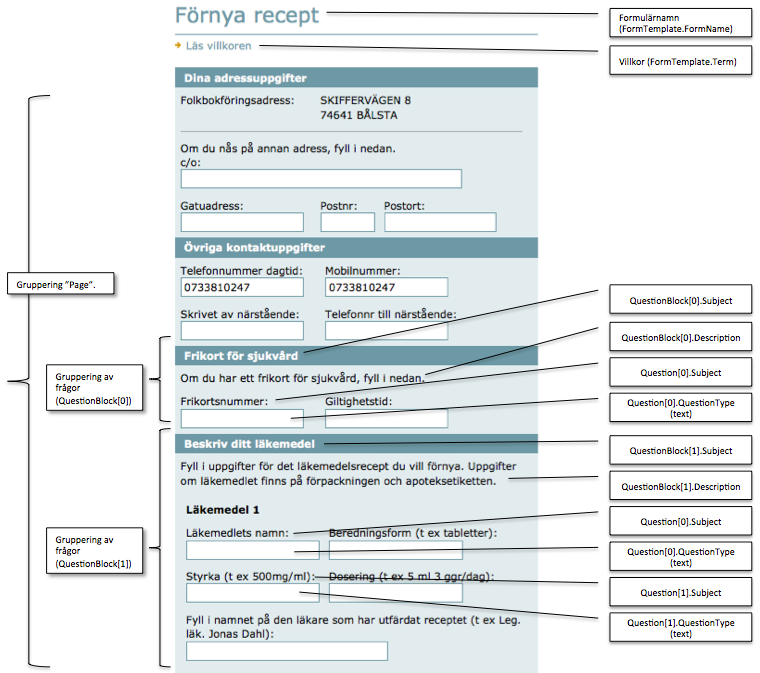 Förnya recept
Läs villkoren
Dina adressuppgifter
Folkbokföringsadress: SKIFFERVÄGEN 8
74641 BÅLSTA
Om du nås på annan adress, fyll i nedan.
c/o:
Gatuadress: Postnr: Postort:
Övriga kontaktuppgifter
Telefonnummer dagtid: Mobilnummer:
0733810247 0733810247
Skrivet av närstående: Telefonnr till närstående:
Frikort för sjukvård
Om du har ett frikort för sjukvård, fyll i nedan.
Frikortsnummer: Giltighetstid:
Beskriv ditt läkemedel
Fyll i uppgifter för det läkemedelsrecept du vill förnya. Uppgifter
om läkemedlet finns på förpackningen och apoteksetiketten.
Läkemedel 1
Läkemedlets namn: Beredningsform (t ex tabletter):
Styrka (t ex 500mg/ml): Dosering (t ex 5 ml 3 ggr/dag):
Fyll i namnet på den läkare som har utfärdat receptet (t ex Leg.
läk. Jonas Dahl):
Gruppering "Page".
Gruppering av
frågor
(QuestionBlock[0])
Gruppering av
frågor
(QuestionBlock[1])
Formulärnamn
(FormTemplate.FormName)
Villkor (FormTemplate.Term)
QuestionBlock[0].Subject
QuestionBlock[0].Description
Question[0].Subject
Question[0].QuestionType
(text)
QuestionBlock[1].Subject
QuestionBlock[1].Description
Question[0].Subject
Question[0].QuestionType
(text)
Question[1].Subject
Question[1].QuestionType
(text)